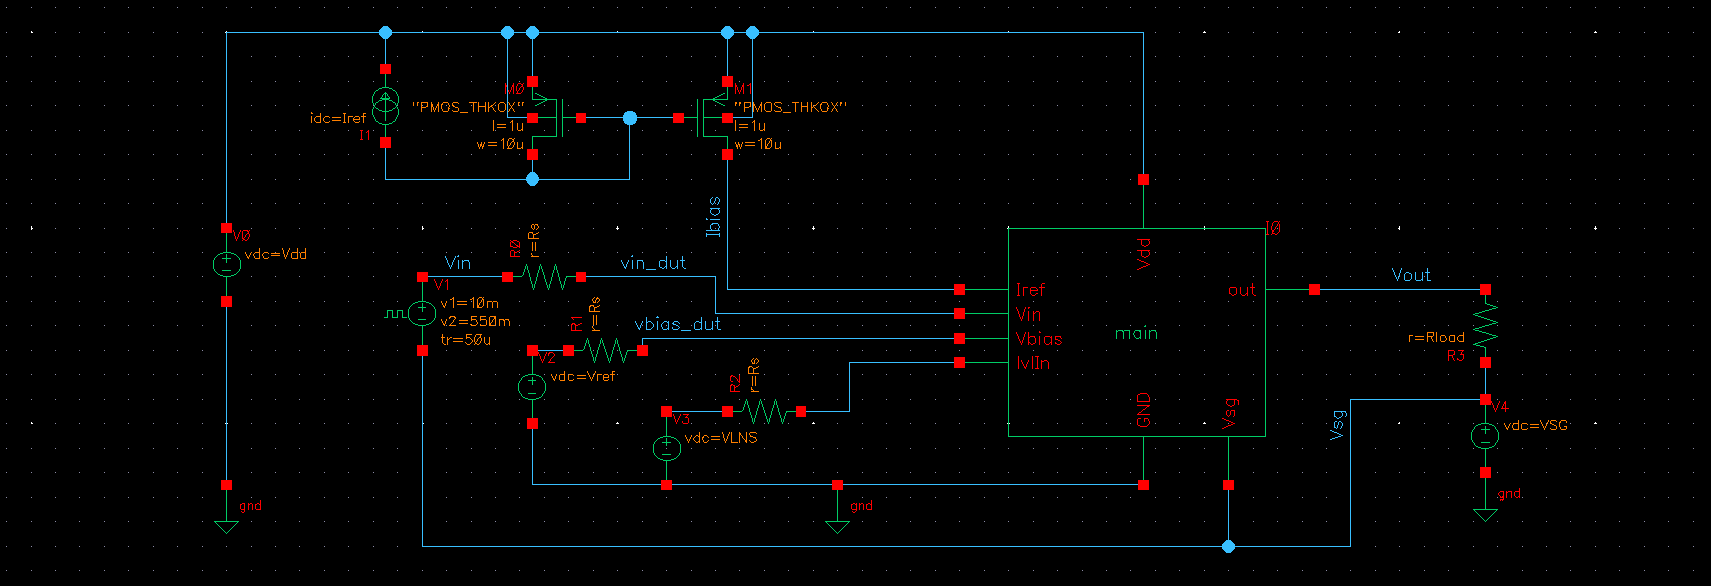 M0
M1
"PMOS_THKOX"
"PMOS_THKOX"
idc=Iref
l=1u
l=1u
I1
w=10u
w=10u
Ibias
V0
vdc=Vdd
R0
r=Rs
Vin
vin_dut
V1
v1=10m
v2=550m
tr=50u
R1
r=Rs
vbias_dut
V2
vdc=Vref
R2
r=Rs
V3
vdc=VLNS
I0
Vdd
Iref
Vin
Vbias
lvlIn
main
out
GND
Vsg
Vout
r=Rload
R3
Vsg
V4
vdc=VSG
gnd
gnd
gnd